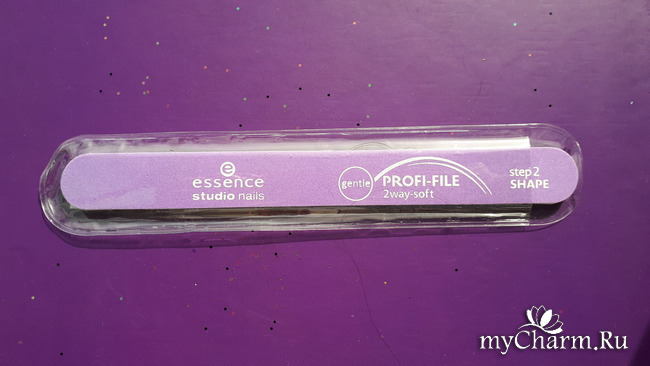 essence
studio nails
gentle
PROFI-FILE
2way-soft
step 2
SHAPE
myCharm.Ru